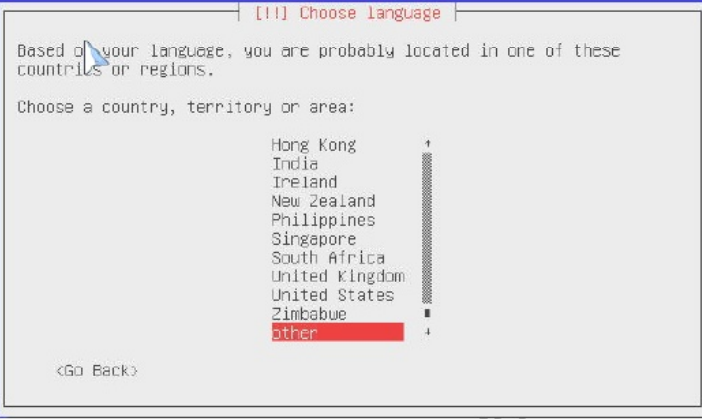 [!!] Choose language
Based on your language, you are probably located in one of these
countries or regions.
Choose a country, territory or area:
Hong Kong
India
Ireland
New Zealand
Philippines
Singapore
South Africa
United Kingdom
United States
Zimbabwe
other
<Go Back>